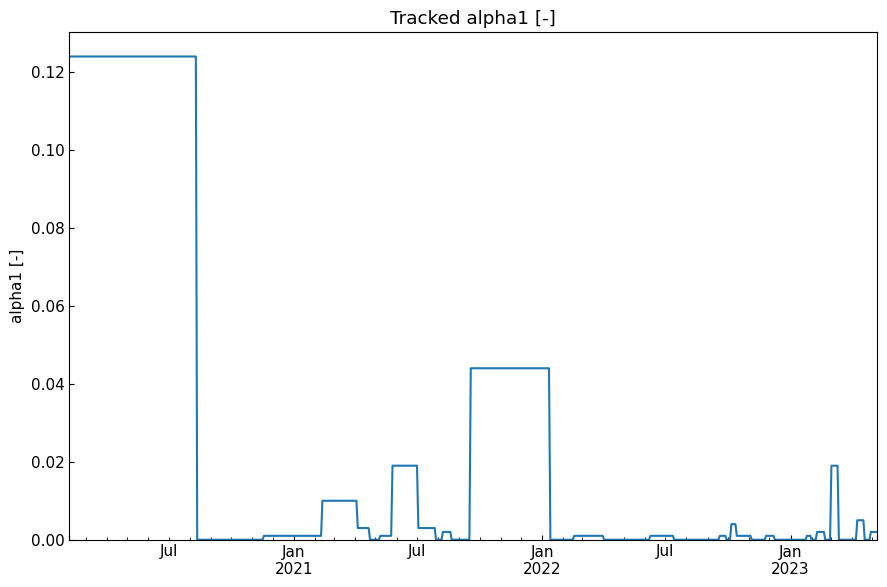 Tracked alpha1 [-]
alpha1 [-]
0.12
0.10
0.08
0.06
0.04
0.02
0.00
Jul
Jan
2021
Jul
Jan
2022
Jul
Jan
2023